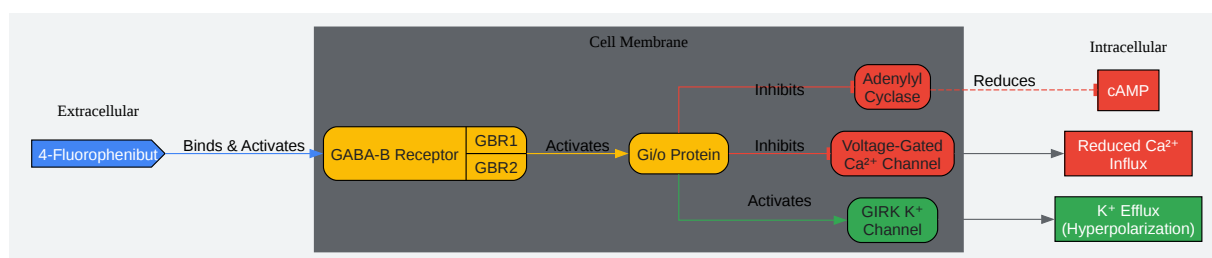 Cell Membrane
Intracellular
Extracellular
4-Fluorophenibut
Binds & Activates
GABA-B Receptor
GBR1
GBR2
Activates
Gi/o Protein
Inhibits
Adenylyl
Cyclase
Reduces
cAMP
Inhibits
Voltage-Gated
Ca²⁺ Channel
Reduced Ca²⁺
Influx
Activates
GIRK K⁺
Channel
K⁺ Efflux
(Hyperpolarization)